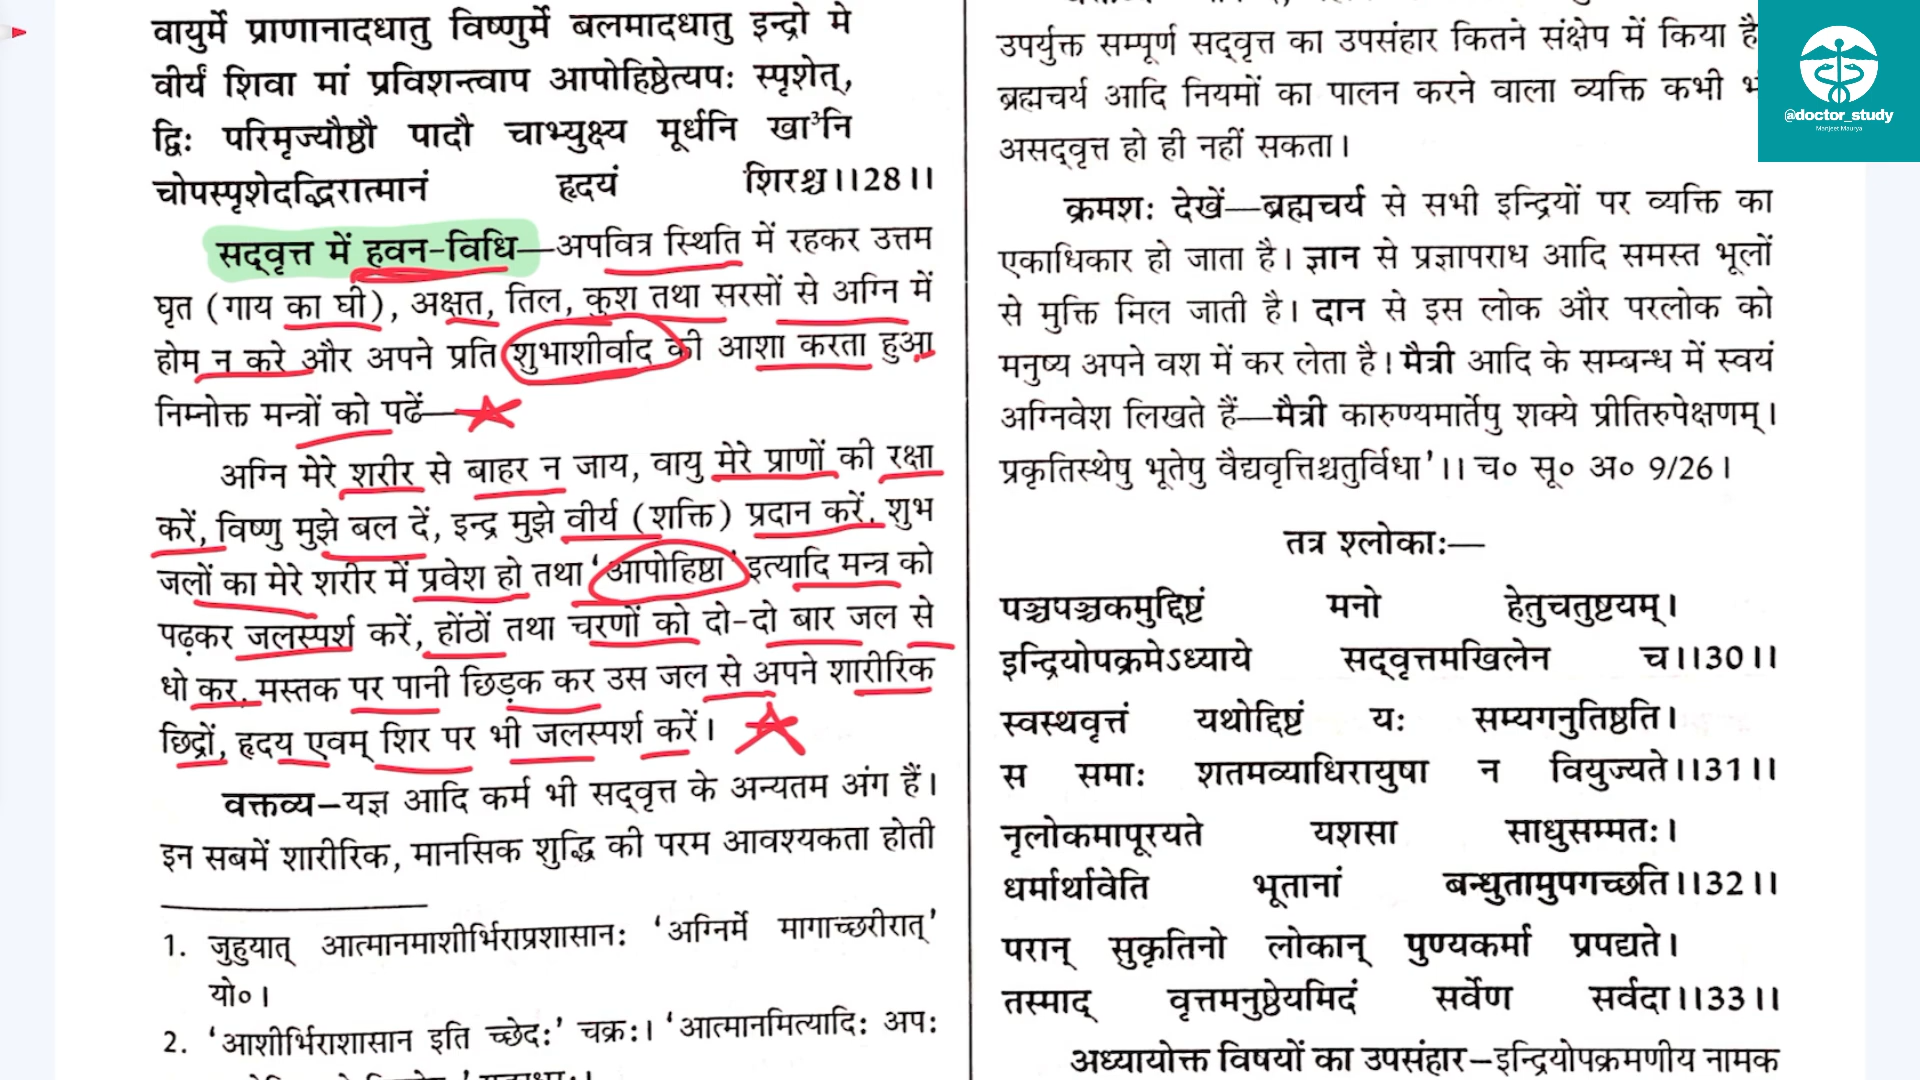 वायुर्मे प्राणानादधातु विष्णुर्मे बलमादधातु इन्द्रो मे
वीर्यं शिवा मां प्रविशन्त्वाप आपोहिष्ठेत्यपः स्पृशेत्,
द्विः परिमृज्यौष्ठौ पादौ चाभ्युक्ष्य मूर्धनि खा³नि
चोपस्पृशेदद्भिरात्मानं हृदयं शिरश्च।।28।।
सद्‌वृत्त में हवन-विधि—अपवित्र स्थिति में रहकर उत्तम
घृत (गाय का घी), अक्षत, तिल, कुश तथा सरसों से अग्नि में
होम न करे और अपने प्रति शुभाशीर्वाद की आशा करता हुआ
निम्नोक्त मन्त्रों को पढें—
अग्नि मेरे शरीर से बाहर न जाय, वायु मेरे प्राणों की रक्षा
करें, विष्णु मुझे बल दें, इन्द्र मुझे वीर्य (शक्ति) प्रदान करें, शुभ
जलों का मेरे शरीर में प्रवेश हो तथा 'आपोहिष्ठा' इत्यादि मन्त्र को
पढ़कर जलस्पर्श करें, होंठों तथा चरणों को दो-दो बार जल से
धो कर, मस्तक पर पानी छिड़क कर उस जल से अपने शारीरिक
छिद्रों, हृदय एवम् शिर पर भी जलस्पर्श करें।
वक्तव्य—यज्ञ आदि कर्म भी सद्‌वृत्त के अन्यतम अंग हैं।
इन सबमें शारीरिक, मानसिक शुद्धि की परम आवश्यकता होती
1. जुहुयात् आत्मानमाशीर्भिराप्रशासानः 'अग्निर्मे मागाच्छरीरात्'
यो०।
2. 'आशीर्भिराशासान इति च्छेदः' चक्रः। 'आत्मानमित्यादिः अपः
उपर्युक्त सम्पूर्ण सद्‌वृत्त का उपसंहार कितने संक्षेप में किया है
ब्रह्मचर्य आदि नियमों का पालन करने वाला व्यक्ति कभी
असद्‌वृत्त हो ही नहीं सकता।
क्रमशः देखें—ब्रह्मचर्य से सभी इन्द्रियों पर व्यक्ति का
एकाधिकार हो जाता है। ज्ञान से प्रज्ञापराध आदि समस्त भूलों
से मुक्ति मिल जाती है। दान से इस लोक और परलोक को
मनुष्य अपने वश में कर लेता है। मैत्री आदि के सम्बन्ध में स्वयं
अग्निवेश लिखते हैं—मैत्री कारुण्यमार्तेपु शक्ये प्रीतिरुपेक्षणम्।
प्रकृतिस्थेपु भूतेपु वैद्यवृत्तिश्चतुर्विधा'।। च० सू० अ० 9/26।
तत्र श्लोकाः—
पञ्चपञ्चकमुद्दिष्टं मनो हेतुचतुष्टयम्।
इन्द्रियोपक्रमेऽध्याये सद्‌वृत्तमखिलेन च।।30।।
स्वस्थवृत्तं यथोद्दिष्टं यः सम्यगनुतिष्ठति।
स समाः शतमव्याधिरायुषा न वियुज्यते।।31।।
नृलोकमापूरयते यशसा साधुसम्मतः।
धर्मार्थावेति भूतानां बन्धुतामुपगच्छति।।32।।
परान् सुकृतिनो लोकान् पुण्यकर्मा प्रपद्यते।
तस्माद् वृत्तमनुष्ठेयमिदं सर्वेण सर्वदा।।33।।
अध्यायोक्त विषयों का उपसंहार—इन्द्रियोपक्रमणीय नामक
@doctor_study
Manjeet Maurya